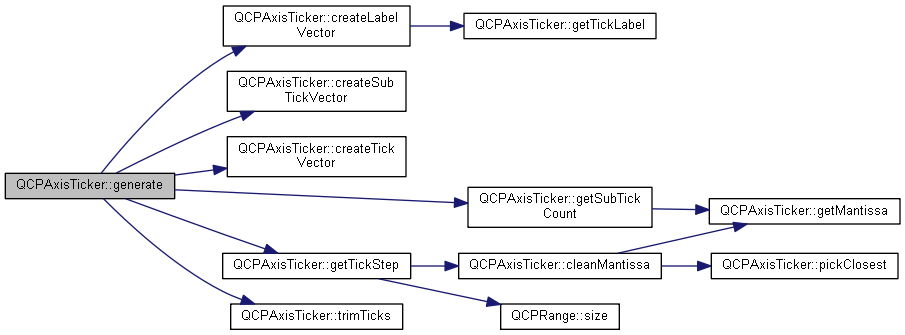 QCPAxisTicker::createLabel
Vector
QCPAxisTicker::getTickLabel
QCPAxisTicker::createSub
TickVector
QCPAxisTicker::createTick
Vector
QCPAxisTicker::generate
QCPAxisTicker::getSubTick
Count
QCPAxisTicker::getMantissa
QCPAxisTicker::getTickStep
QCPAxisTicker::cleanMantissa
QCPAxisTicker::pickClosest
QCPAxisTicker::trimTicks
QCPRange::size